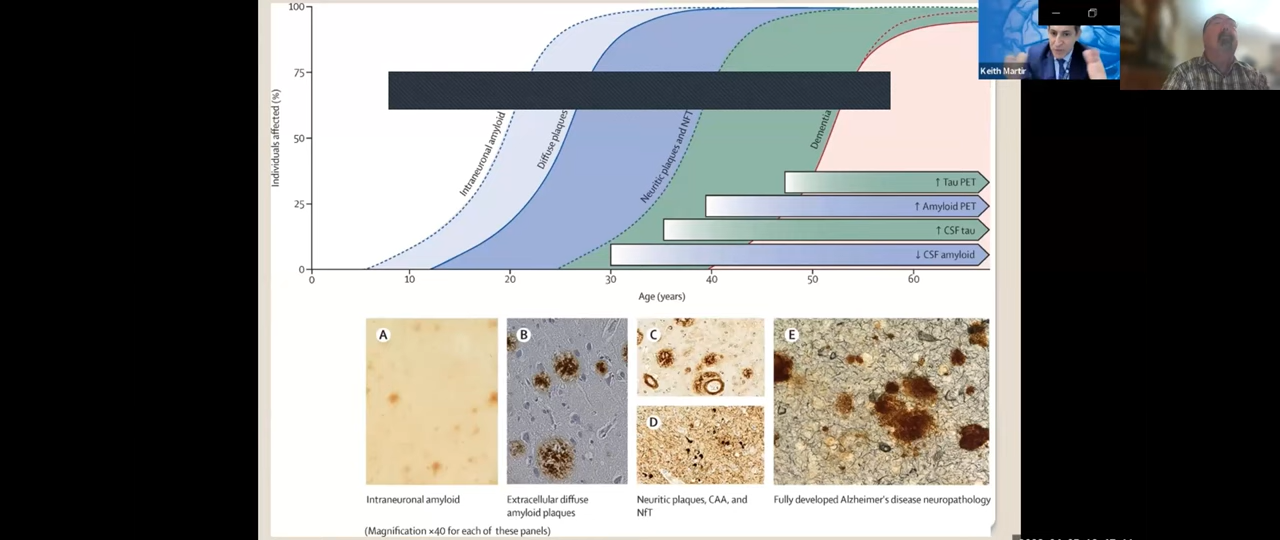 100
75
50
25
0
Individuals affected (%)
Intraneuronal amyloid
Diffuse plaques
Neuritic plaques and NFT
Dementia
↑ Tau PET
↑ Amyloid PET
↑ CSF tau
↓ CSF amyloid
0 10 20 30 40 50 60
Age (years)
Keith Martir
A
B
C
D
E
Intraneuronal amyloid
Extracellular diffuse
amyloid plaques
Neuritic plaques, CAA, and
NfT
Fully developed Alzheimer's disease neuropathology
(Magnification ×40 for each of these panels)